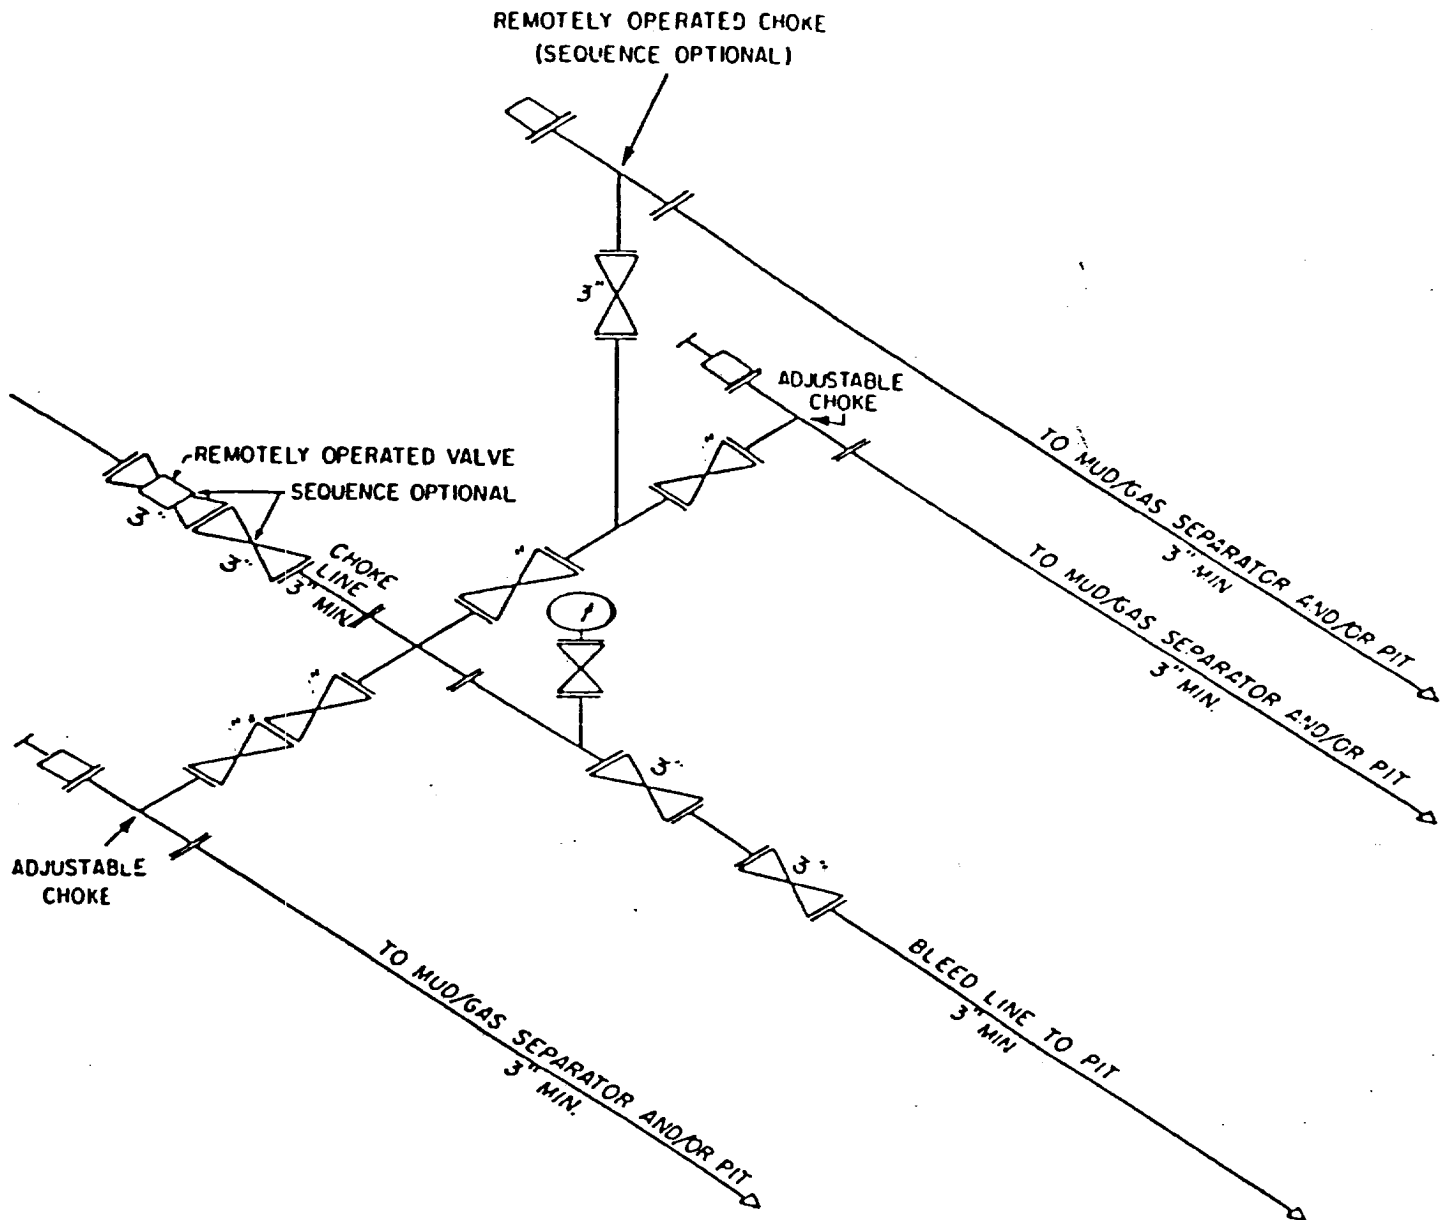 REMOTELY OPERATED CHOKE
(SEQUENCE OPTIONAL)
3"
ADJUSTABLE
CHOKE
REMOTELY OPERATED VALVE
SEQUENCE OPTIONAL
3"
3"
CHOKE
LINE
3" MIN.
TO MUD/GAS SEPARATOR AND/OR PIT
3" MIN
TO MUD/GAS SEPARATOR AND/OR PIT
3" MIN.
3"
3"
ADJUSTABLE
CHOKE
BLEED LINE TO PIT
3" MIN
TO MUD/GAS SEPARATOR AND/OR PIT
3" MIN.